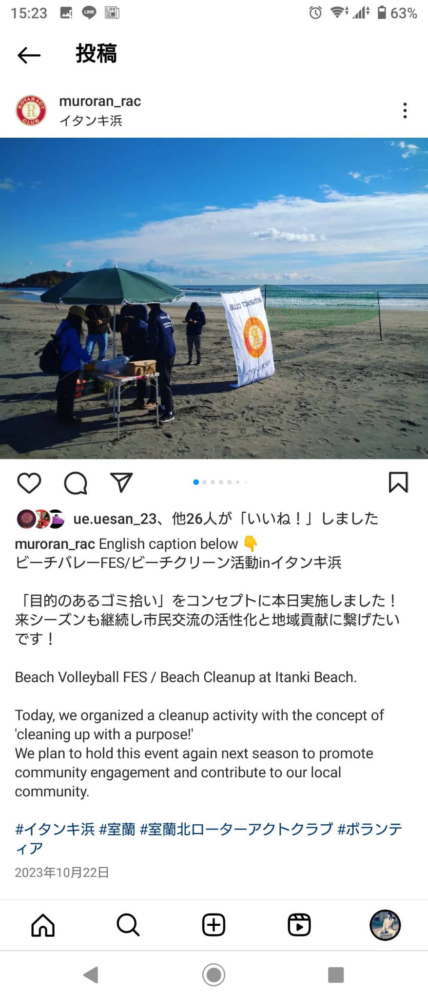 15:23
LINE
LIFE
63%
投稿
ROTARACT
R
CLUB
muroran_rac
イタンキ浜
ROTARACT CLUB
ue.uesan_23、他26人が「いいね！」しました
muroran_rac English caption below 👇
ビーチバレーFES/ビーチクリーン活動inイタンキ浜
「目的のあるゴミ拾い」をコンセプトに本日実施しました！
来シーズンも継続し市民交流の活性化と地域貢献に繋げたい
です！
Beach Volleyball FES / Beach Cleanup at Itanki Beach.
Today, we organized a cleanup activity with the concept of
'cleaning up with a purpose!'
We plan to hold this event again next season to promote
community engagement and contribute to our local
community.
#イタンキ浜 #室蘭 #室蘭北ローターアクトクラブ #ボランテ
ィア
2023年10月22日